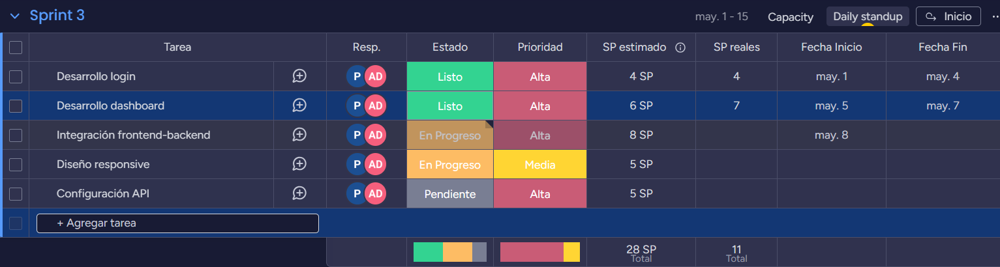 Sprint 3
may. 1 - 15 Capacity Daily standup Inicio
Tarea Resp. Estado Prioridad SP estimado SP reales Fecha Inicio Fecha Fin
Desarrollo login P AD Listo Alta 4 SP 4 may. 1 may. 4
Desarrollo dashboard P AD Listo Alta 6 SP 7 may. 5 may. 7
Integración frontend-backend P AD En Progreso Alta 8 SP may. 8
Diseño responsive P AD En Progreso Media 5 SP
Configuración API P AD Pendiente Alta 5 SP
+ Agregar tarea
28 SP 11
Total Total